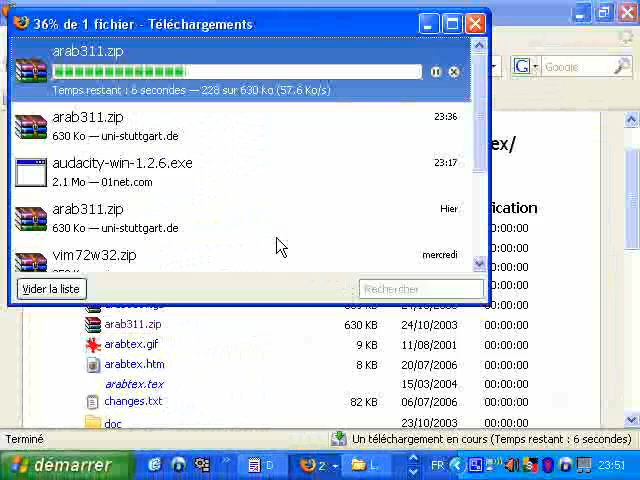 36% de 1 fichier - Téléchargements
arab311.zip
Temps restant : 6 secondes — 228 sur 630 Ko (57.6 Ko/s)
arab311.zip 23:36
630 Ko — uni-stuttgart.de
audacity-win-1.2.6.exe 23:17
2.1 Mo — 01net.com
arab311.zip Hier
630 Ko — uni-stuttgart.de
vim72w32.zip mercredi
Vider la liste Rechercher
G Google
ex/
ification
00:00:00
00:00:00
00:00:00
00:00:00
00:00:00
arab311.zip 630 KB 24/10/2003 00:00:00
arabtex.gif 9 KB 11/08/2001 00:00:00
arabtex.htm 8 KB 20/07/2006 00:00:00
arabtex.tex 15/03/2004 00:00:00
changes.txt 82 KB 06/07/2006 00:00:00
doc 23/10/2003 00:00:00
Terminé Un téléchargement en cours (Temps restant : 6 secondes)
démarrer D 2 L. FR 23:51